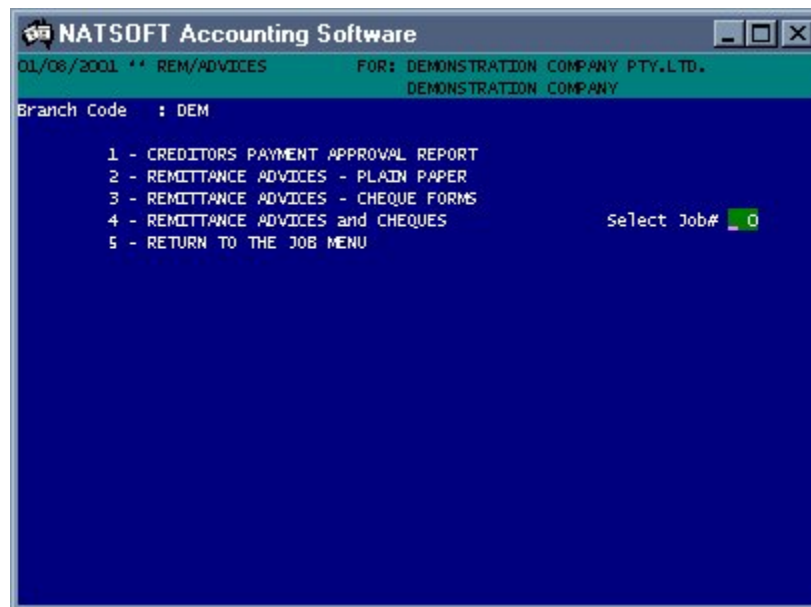 NATSOFT Accounting Software
01/08/2001 '' REM/ADVICES FOR: DEMONSTRATION COMPANY PTY.LTD.
DEMONSTRATION COMPANY
Branch Code : DEM
1 - CREDITORS PAYMENT APPROVAL REPORT
2 - REMITTANCE ADVICES - PLAIN PAPER
3 - REMITTANCE ADVICES - CHEQUE FORMS
4 - REMITTANCE ADVICES and CHEQUES Select Job# _ 0
5 - RETURN TO THE JOB MENU